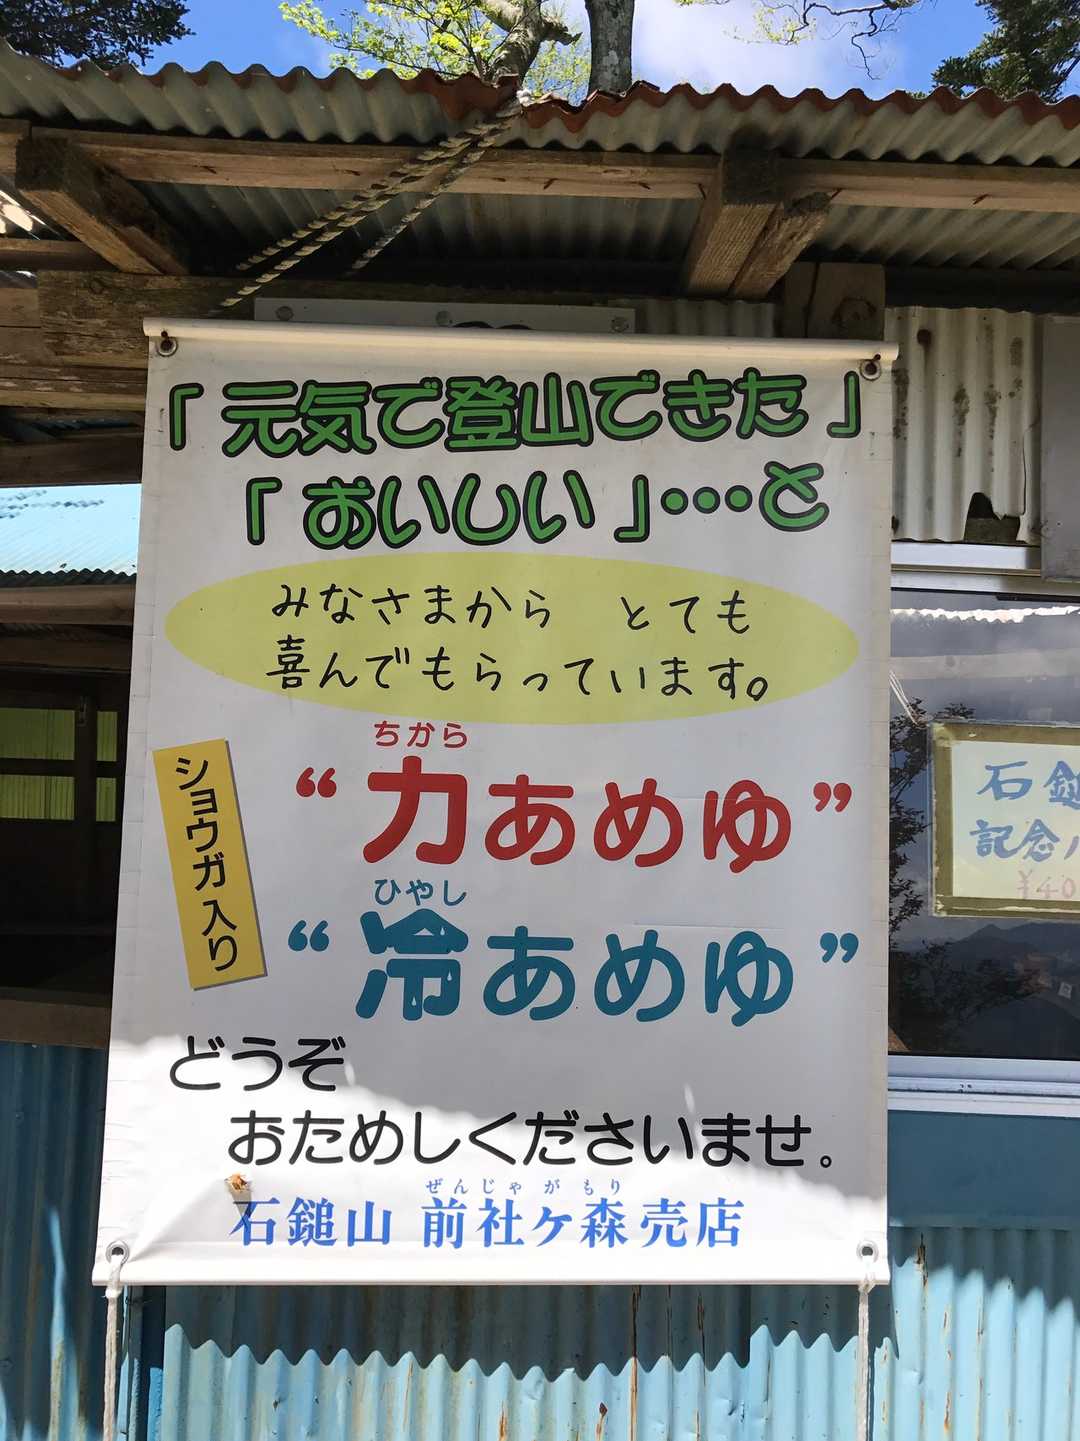 「元気で登山できた」
「おいしい」・・・と
みなさまから とても
喜んでもらっています。
ショウガ入り
ちから
“力あめゆ”
ひやし
“冷あめゆ”
どうぞ
おためしくださいませ。
ぜんじゃがもり
石鎚山 前社ヶ森売店
石鎚
記念
¥40